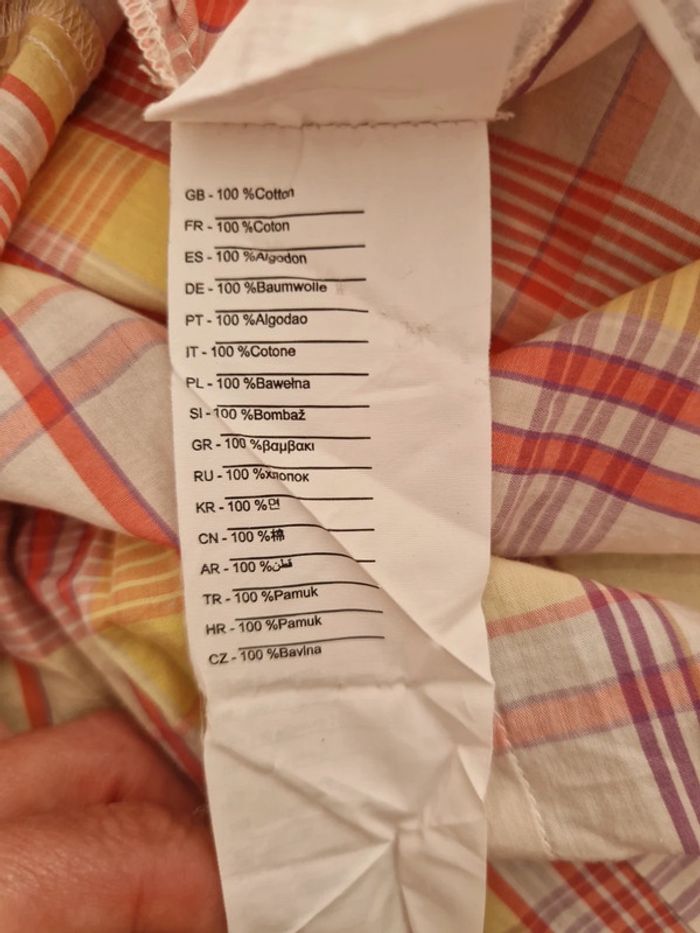 GB - 100 %Cotton
FR - 100 %Coton
ES - 100 %Algodon
DE - 100 %Baumwolle
PT - 100 %Algodao
IT - 100 %Cotone
PL - 100 %Bawełna
SI - 100 %Bombaž
GR - 100 %βαμβακι
RU - 100 %хлопок
KR - 100 %면
CN - 100 %棉
AR - 100 %قطن
TR - 100 %Pamuk
HR - 100 %Pamuk
CZ - 100 %Bavlna